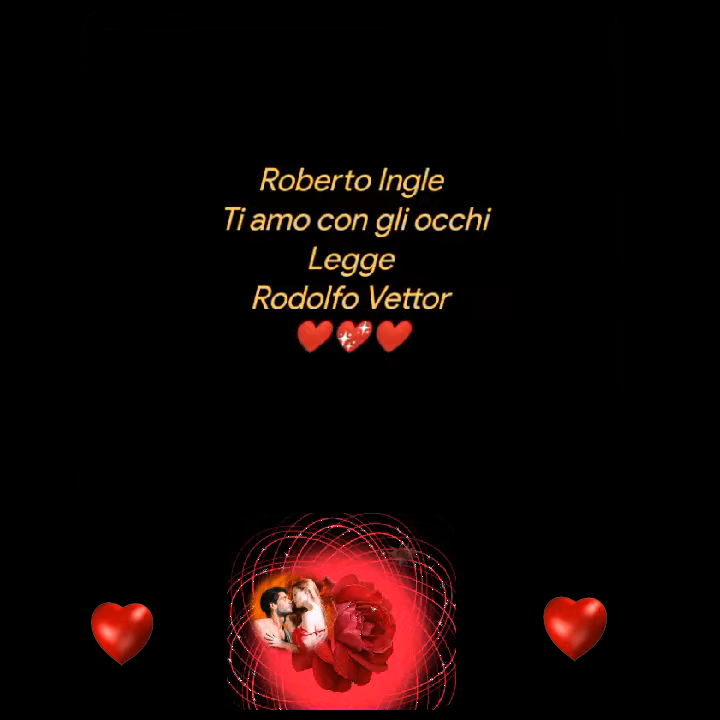 Roberto Ingle
Ti amo con gli occhi
Legge
Rodolfo Vettor
❤️💖❤️